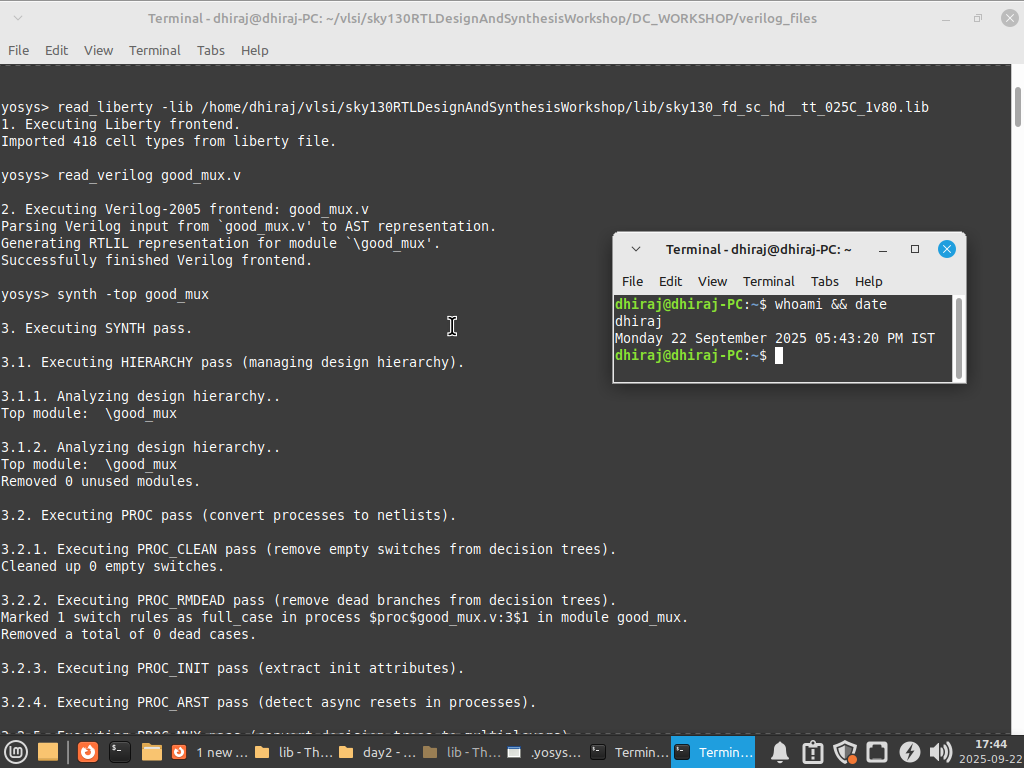 Terminal - dhiraj@dhiraj-PC: ~/vlsi/sky130RTLDesignAndSynthesisWorkshop/DC_WORKSHOP/verilog_files
File Edit View Terminal Tabs Help
yosys> read_liberty -lib /home/dhiraj/vlsi/sky130RTLDesignAndSynthesisWorkshop/lib/sky130_fd_sc_hd__tt_025C_1v80.lib
1. Executing Liberty frontend.
Imported 418 cell types from liberty file.
yosys> read_verilog good_mux.v
2. Executing Verilog-2005 frontend: good_mux.v
Parsing Verilog input from `good_mux.v' to AST representation.
Generating RTLIL representation for module `\good_mux'.
Successfully finished Verilog frontend.
yosys> synth -top good_mux
3. Executing SYNTH pass.
3.1. Executing HIERARCHY pass (managing design hierarchy).
3.1.1. Analyzing design hierarchy..
Top module:  \good_mux
3.1.2. Analyzing design hierarchy..
Top module:  \good_mux
Removed 0 unused modules.
3.2. Executing PROC pass (convert processes to netlists).
3.2.1. Executing PROC_CLEAN pass (remove empty switches from decision trees).
Cleaned up 0 empty switches.
3.2.2. Executing PROC_RMDEAD pass (remove dead branches from decision trees).
Marked 1 switch rules as full_case in process $proc$good_mux.v:3$1 in module good_mux.
Removed a total of 0 dead cases.
3.2.3. Executing PROC_INIT pass (extract init attributes).
3.2.4. Executing PROC_ARST pass (detect async resets in processes).
Terminal - dhiraj@dhiraj-PC: ~
File Edit View Terminal Tabs Help
dhiraj@dhiraj-PC:~$ whoami && date
dhiraj
Monday 22 September 2025 05:43:20 PM IST
dhiraj@dhiraj-PC:~$
1 new ... lib - Th... day2 - ... lib - Th... .yosys... Termin... Termin...
17:44
2025-09-22